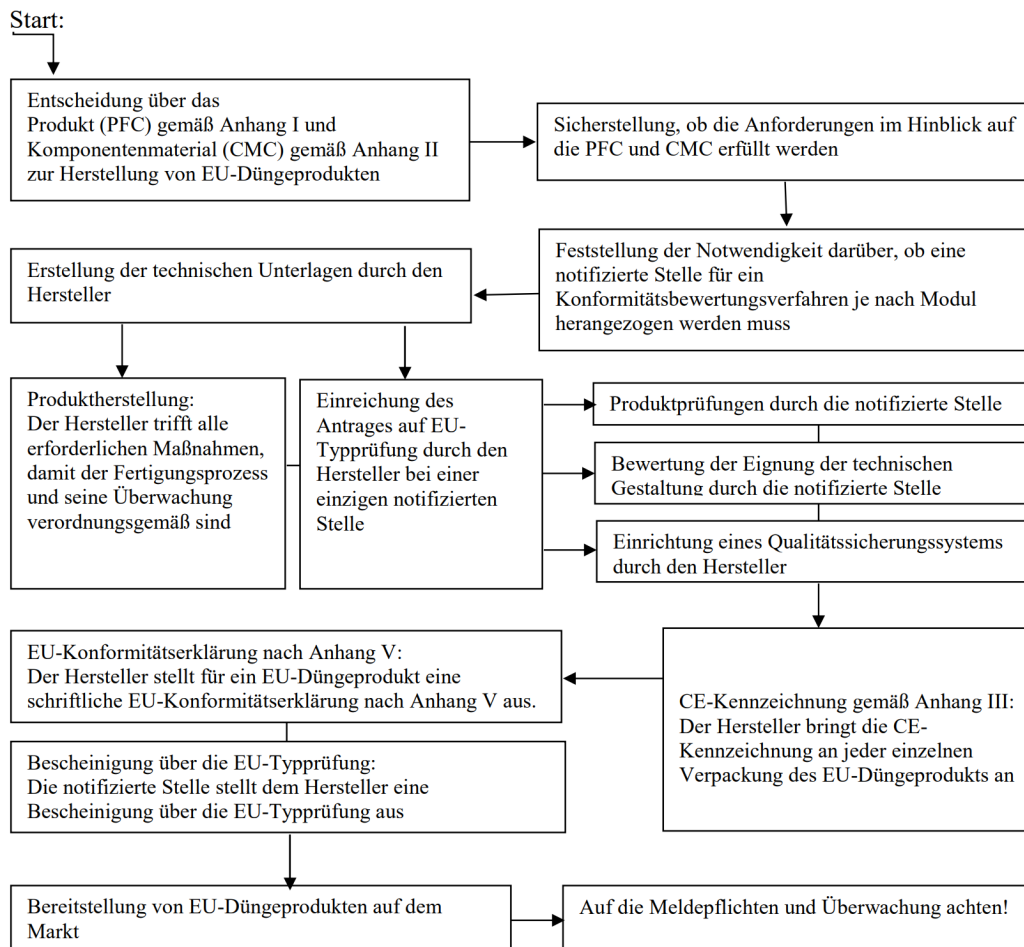 Start:
Entscheidung über das
Produkt (PFC) gemäß Anhang I und
Komponentenmaterial (CMC) gemäß Anhang II
zur Herstellung von EU-Düngeprodukten
Sicherstellung, ob die Anforderungen im Hinblick auf
die PFC und CMC erfüllt werden
Feststellung der Notwendigkeit darüber, ob eine
notifizierte Stelle für ein
Konformitätsbewertungsverfahren je nach Modul
herangezogen werden muss
Erstellung der technischen Unterlagen durch den
Hersteller
Produktherstellung:
Der Hersteller trifft alle
erforderlichen Maßnahmen,
damit der Fertigungsprozess
und seine Überwachung
verordnungsgemäß sind
Einreichung des
Antrages auf EU-
Typprüfung durch den
Hersteller bei einer
einzigen notifizierten
Stelle
Produktprüfungen durch die notifizierte Stelle
Bewertung der Eignung der technischen
Gestaltung durch die notifizierte Stelle
Einrichtung eines Qualitätssicherungssystems
durch den Hersteller
CE-Kennzeichnung gemäß Anhang III:
Der Hersteller bringt die CE-
Kennzeichnung an jeder einzelnen
Verpackung des EU-Düngeprodukts an
EU-Konformitätserklärung nach Anhang V:
Der Hersteller stellt für ein EU-Düngeprodukt eine
schriftliche EU-Konformitätserklärung nach Anhang V aus.
Bescheinigung über die EU-Typprüfung:
Die notifizierte Stelle stellt dem Hersteller eine
Bescheinigung über die EU-Typprüfung aus
Bereitstellung von EU-Düngeprodukten auf dem
Markt
Auf die Meldepflichten und Überwachung achten!